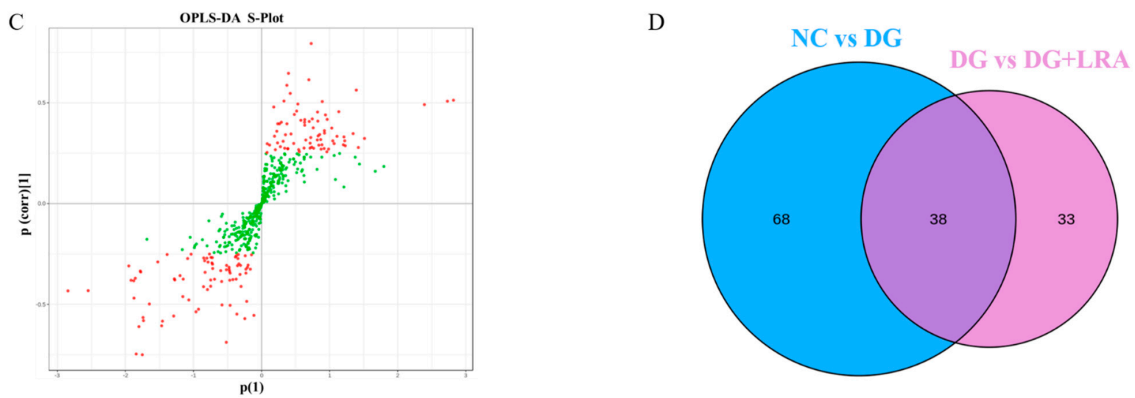 C
OPLS-DA S-Plot
p (corr)[1]
0.5
0.0
-0.5
-3
-2
-1
0
1
2
3
p(1)
D
NC vs DG
DG vs DG+LRA
68
38
33